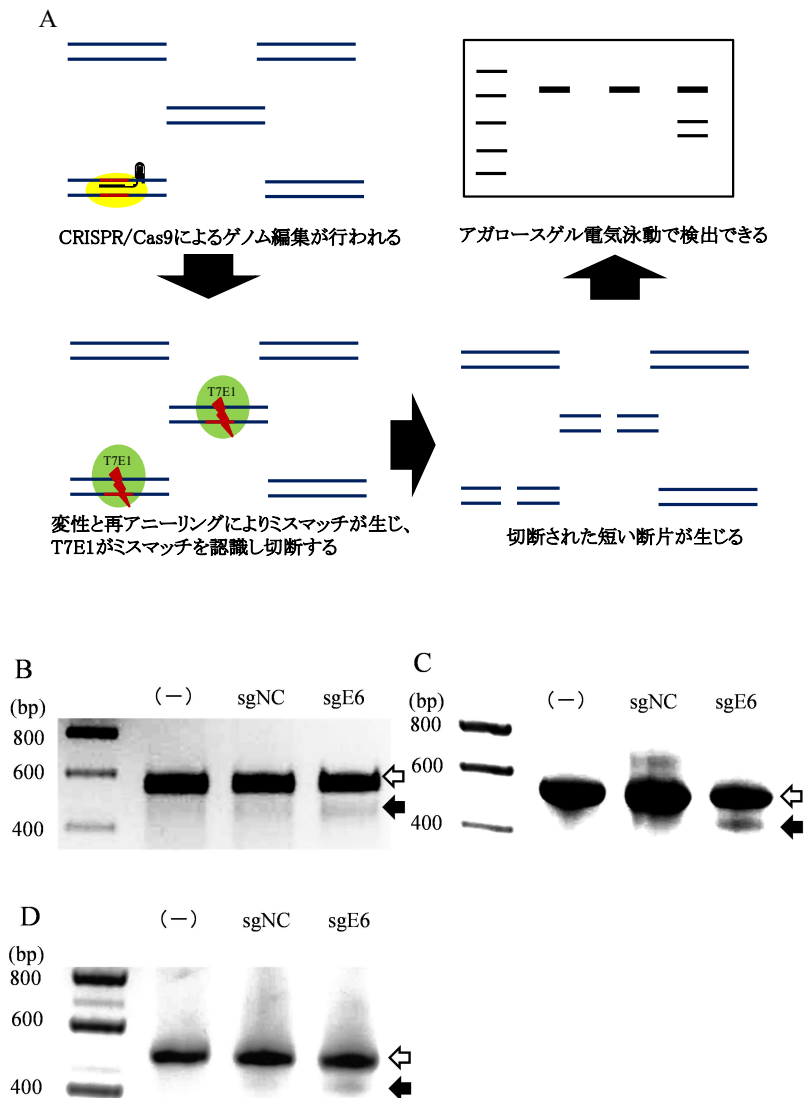 A
CRISPR/Cas9によるゲノム編集が行われる
アガロースゲル電気泳動で検出できる
T7E1
T7E1
変性と再アニーリングによりミスマッチが生じ、
T7E1がミスマッチを認識し切断する
切断された短い断片が生じる
B
(bp)
（－） sgNC sgE6
800
600
400
C
(bp)
（－） sgNC sgE6
800
600
400
D
(bp)
（－） sgNC sgE6
800
600
400